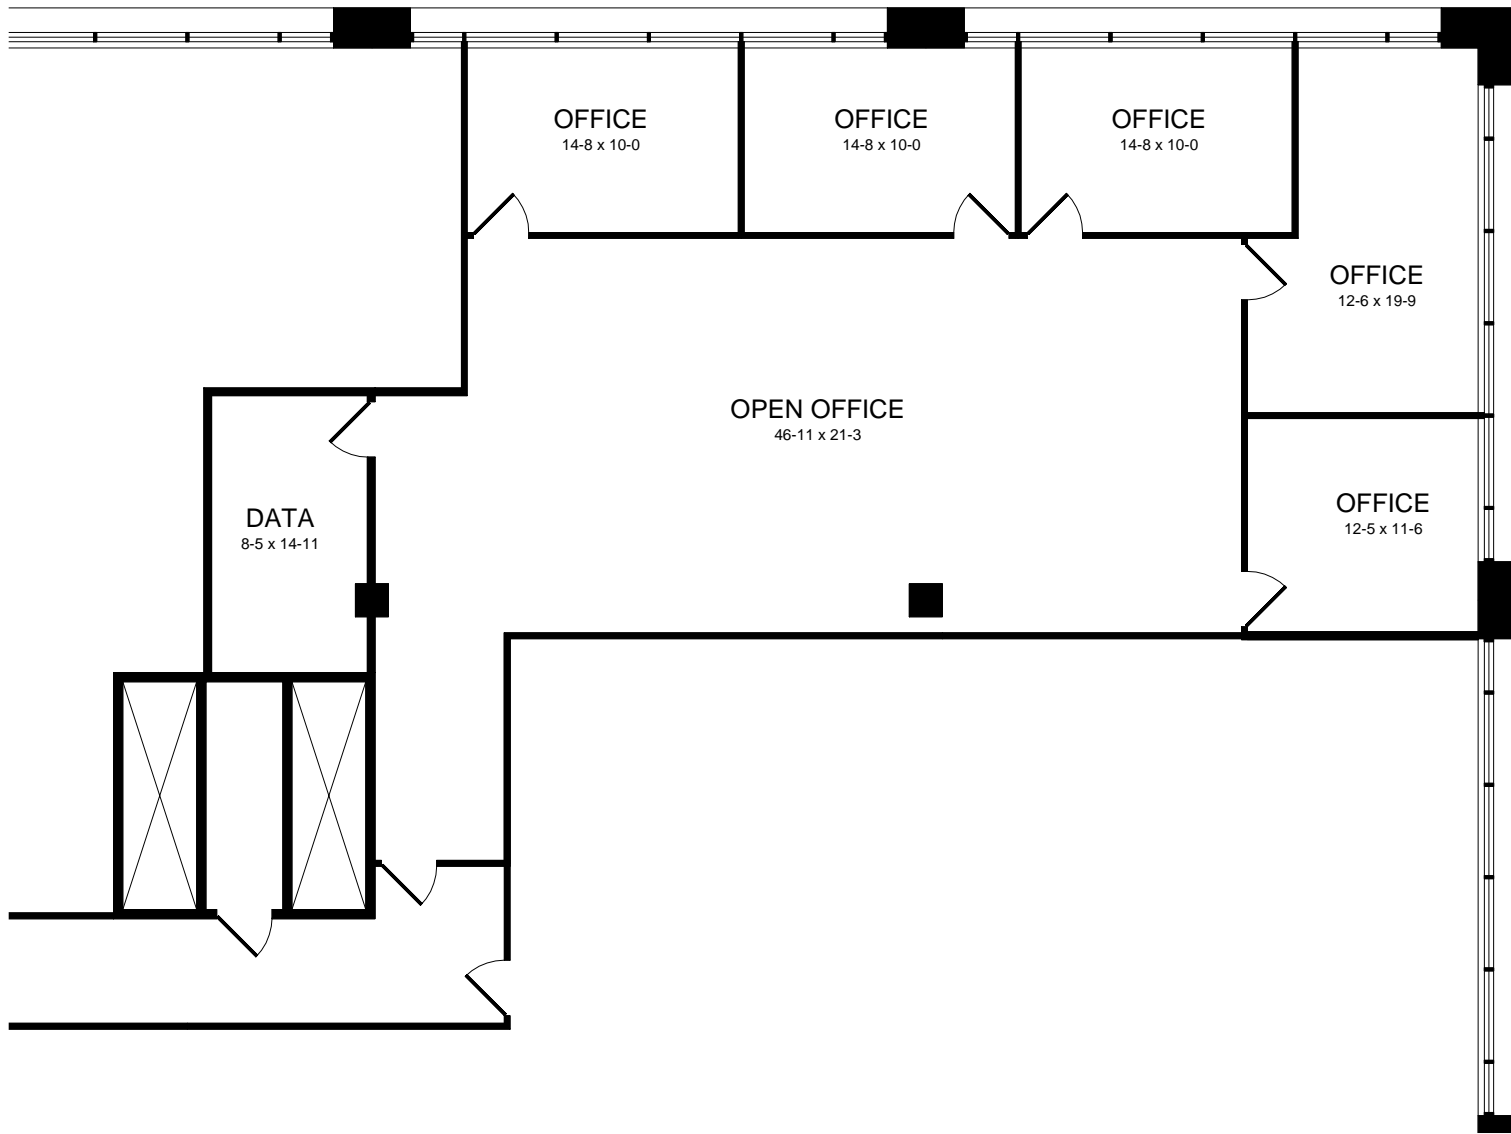 OFFICE
14-8 x 10-0
OFFICE
14-8 x 10-0
OFFICE
14-8 x 10-0
OFFICE
12-6 x 19-9
OPEN OFFICE
46-11 x 21-3
OFFICE
12-5 x 11-6
DATA
8-5 x 14-11